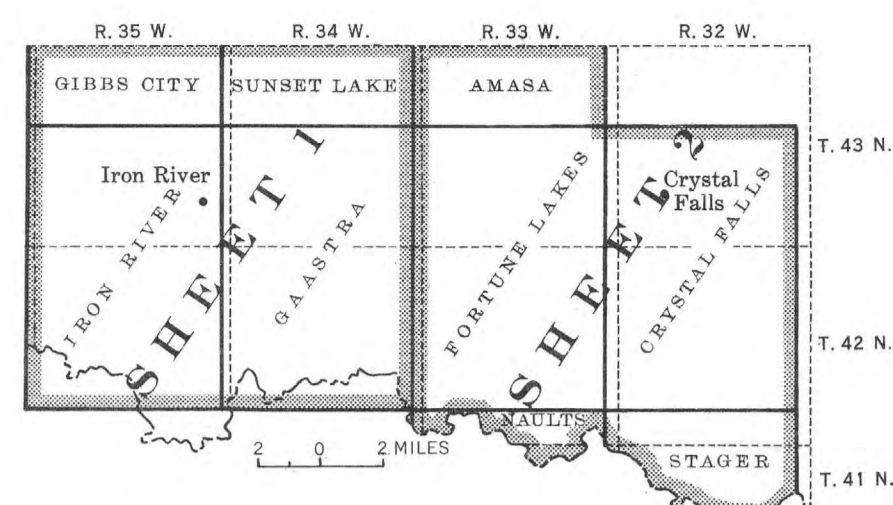 R. 35 W. R. 34 W. R. 33 W. R. 32 W.
GIBBS CITY SUNSET LAKE AMASA
T. 43 N.
Iron River
Crystal
Falls
IRON RIVER
SHEET 1
GAASTRA
FORTUNE LAKES
SHEET 2
CRYSTAL FALLS
T. 42 N.
NAULTS
2 0 2 MILES
STAGER
T. 41 N.